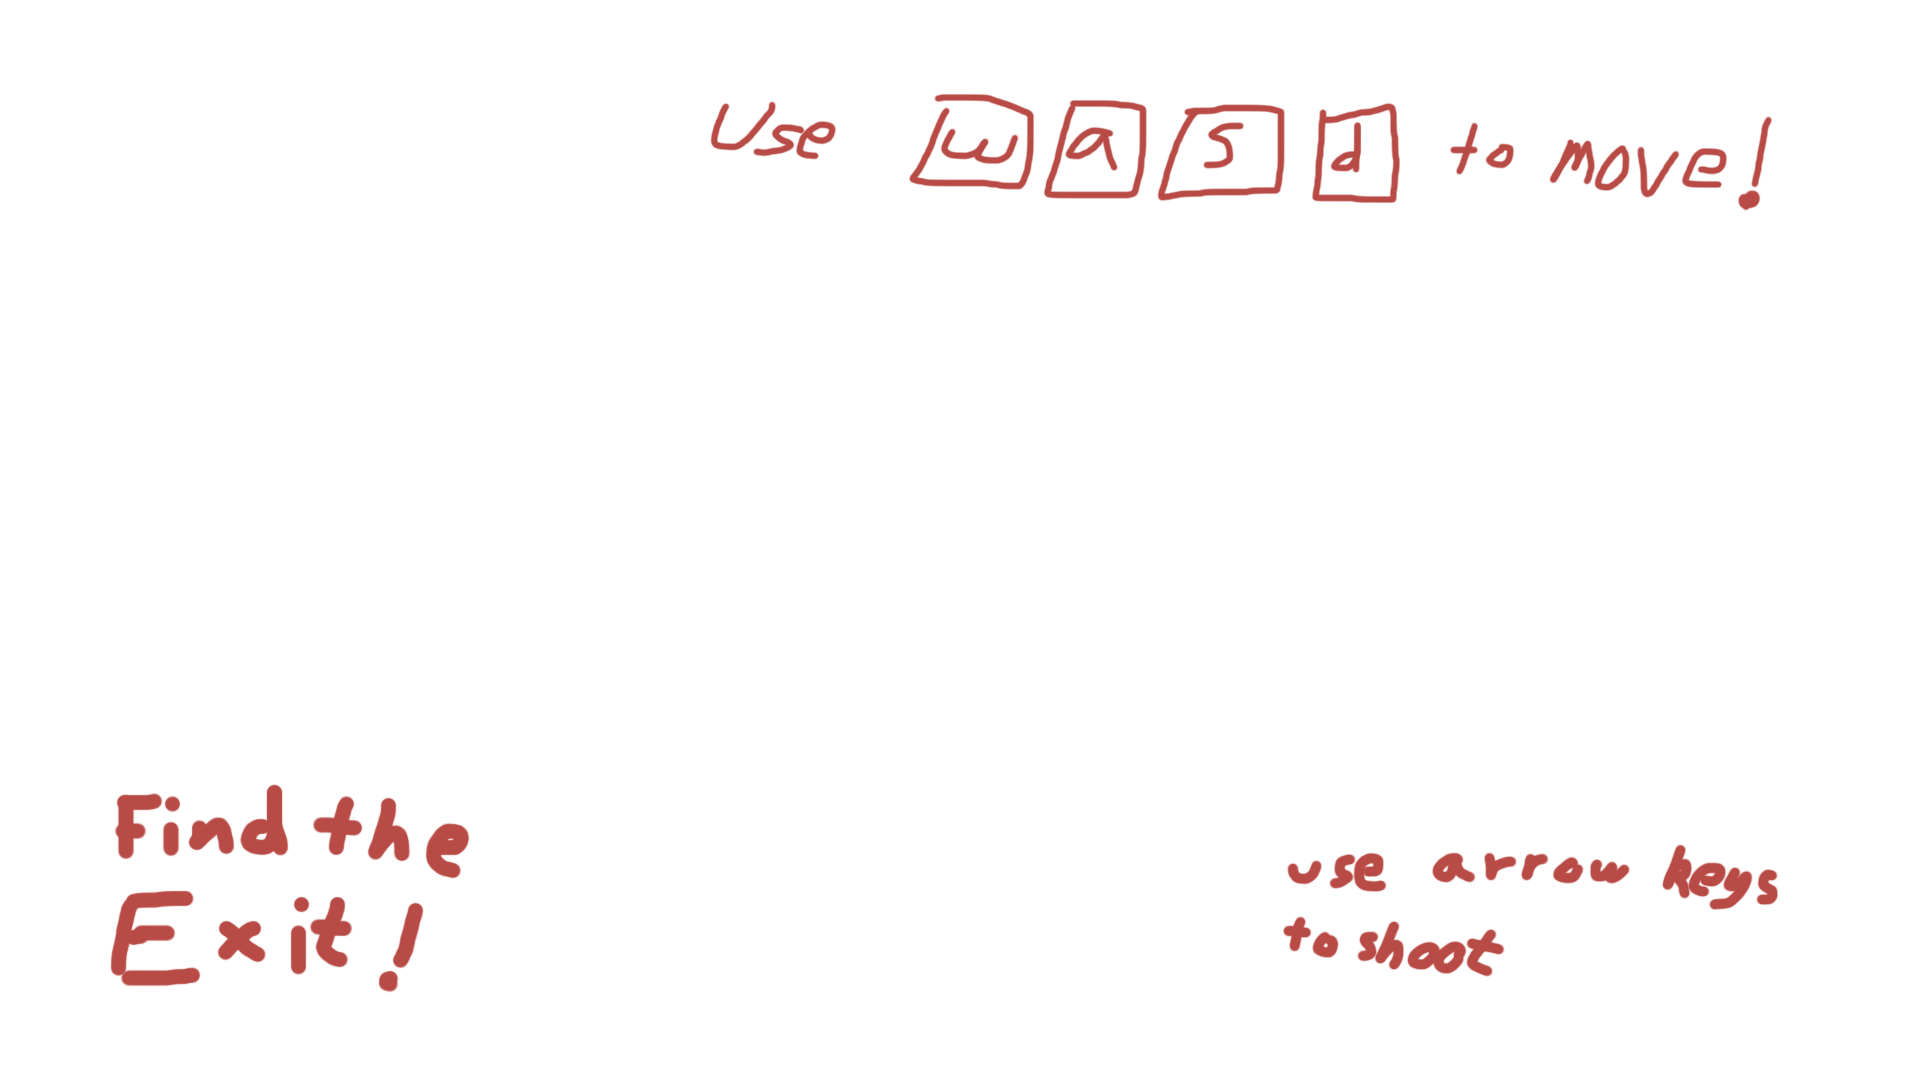 Use w a s d to move!
Find the
Exit!
use arrow keys
to shoot